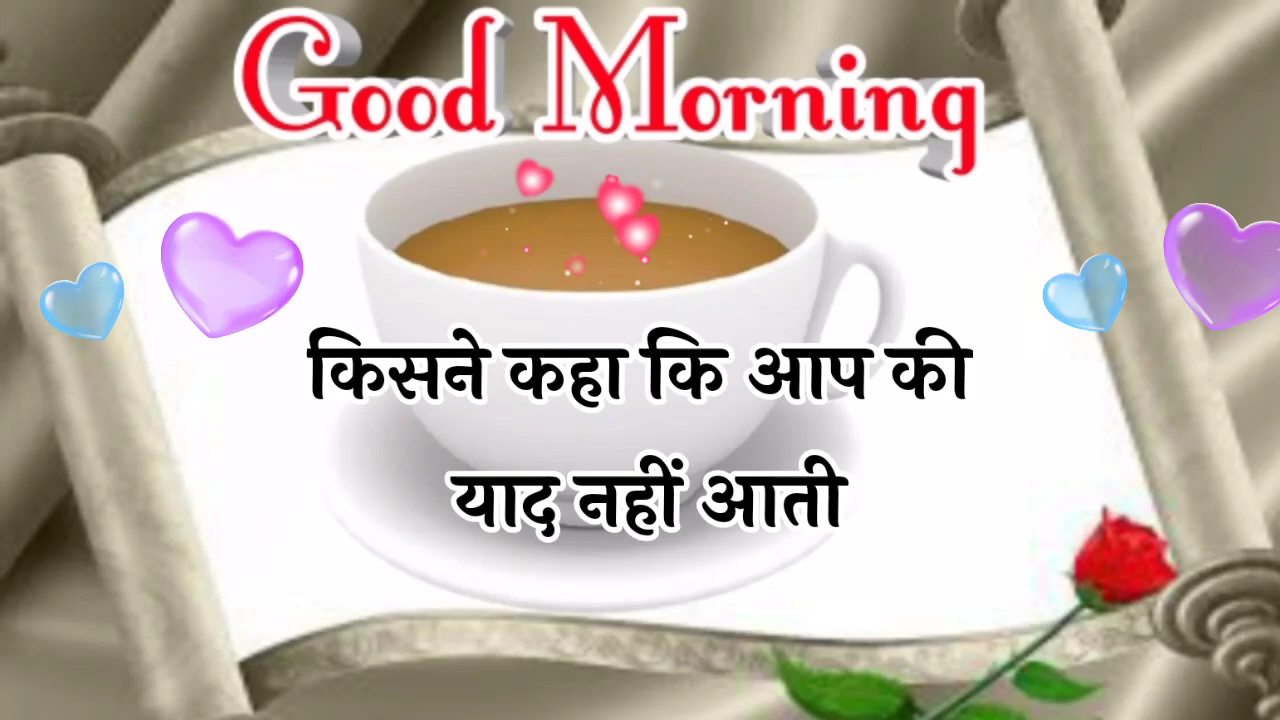 Good Morning
किसने कहा कि आप की
याद नहीं आती